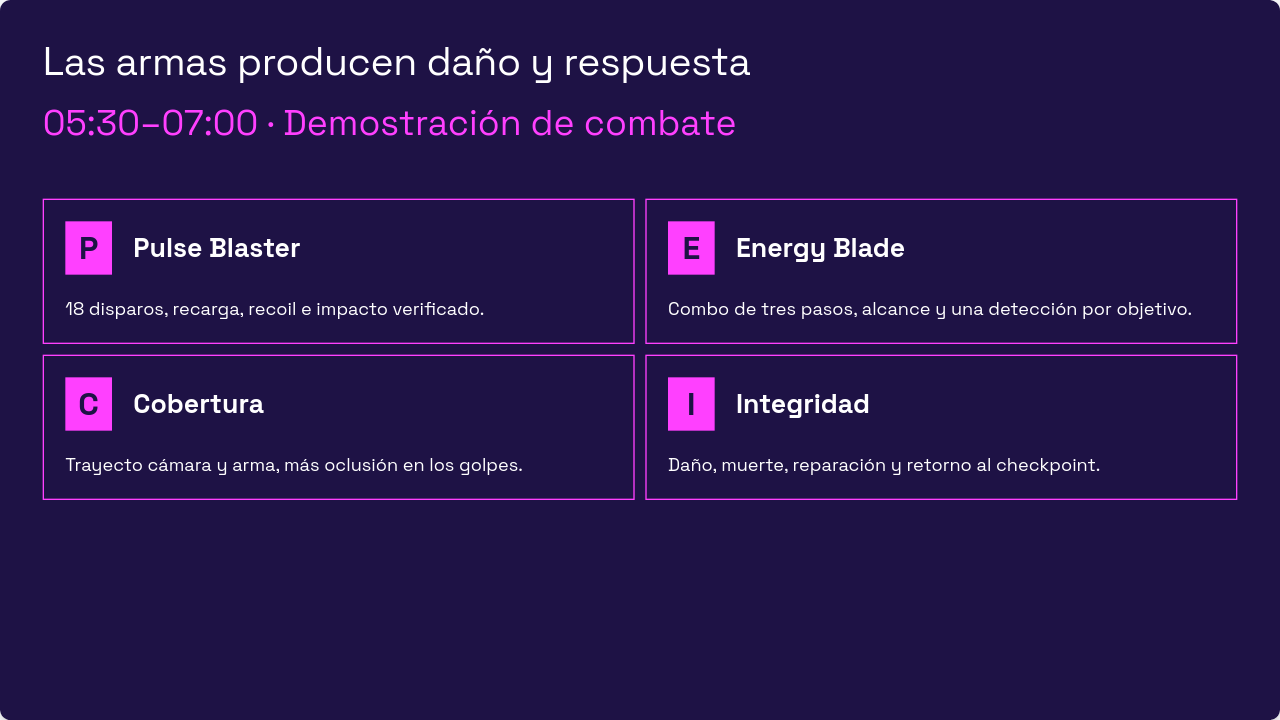 Las armas producen daño y respuesta
05:30–07:00 · Demostración de combate
P
Pulse Blaster
18 disparos, recarga, recoil e impacto verificado.
E
Energy Blade
Combo de tres pasos, alcance y una detección por objetivo.
C
Cobertura
Trayecto cámara y arma, más oclusión en los golpes.
I
Integridad
Daño, muerte, reparación y retorno al checkpoint.